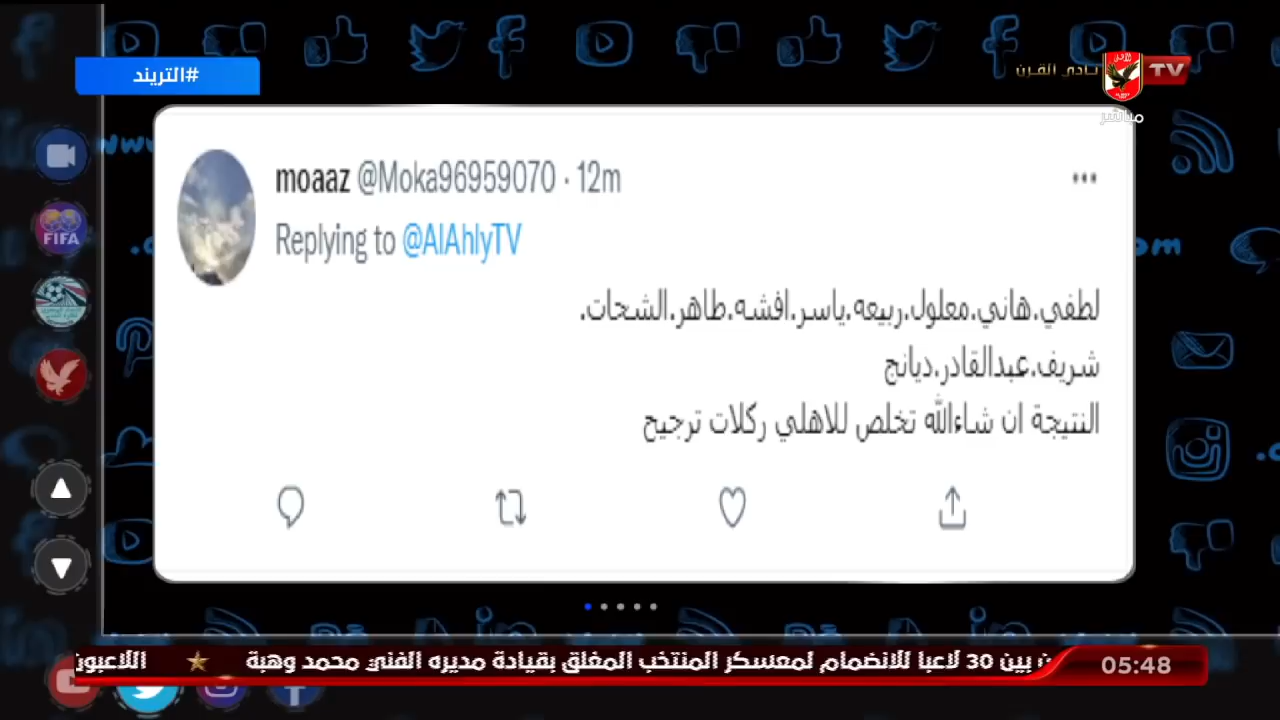 #التريند
نادي القرن
TV
مباشر
FIFA
moaaz @Moka96959070 · 12m
Replying to @AlAhlyTV
لطفي.هاني.معلول.ربيعه.ياسر.افشه.طاهر.الشحات.
شريف.عبدالقادر.ديانج
النتيجة ان شاءالله تخلص للاهلي ركلات ترجيح
بين 30 لاعبا للانضمام لمعسكر المنتخب المغلق بقيادة مديره الفني محمد وهبة
05:48